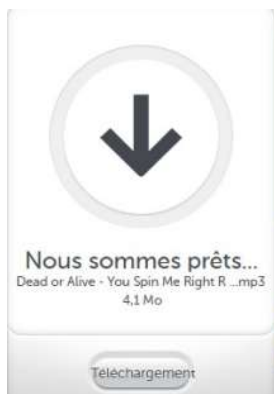 Nous sommes prêts...
Dead or Alive - You Spin Me Right R ...mp3
4,1 Mo
Téléchargement